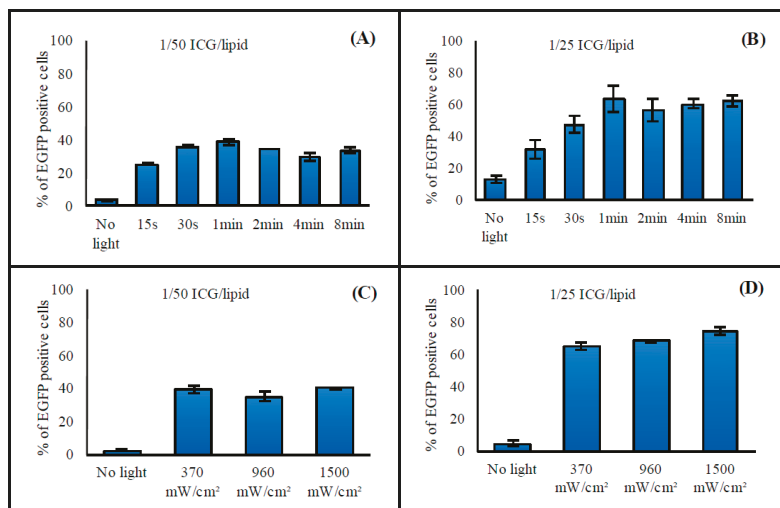 1/50 ICG/lipid
(A)
% of EGFP positive cells
100
80
60
40
20
0
No light
15s
30s
1min
2min
4min
8min
1/25 ICG/lipid
(B)
% of EGFP positive cells
100
80
60
40
20
0
No light
15s
30s
1min
2min
4min
8min
1/50 ICG/lipid
(C)
% of EGFP positive cells
100
80
60
40
20
0
No light
370 mW/cm²
960 mW/cm²
1500 mW/cm²
1/25 ICG/lipid
(D)
% of EGFP positive cells
100
80
60
40
20
0
No light
370 mW/cm²
960 mW/cm²
1500 mW/cm²